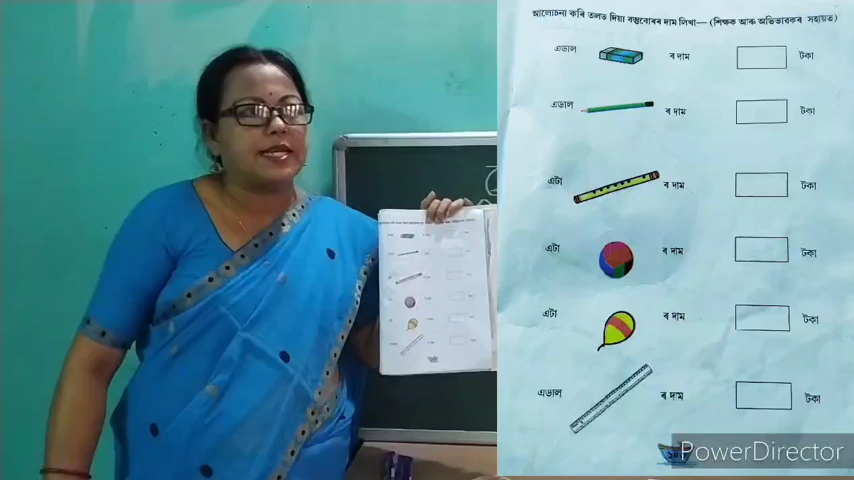 আলোচনা কৰি তলত দিয়া বস্তুবোৰৰ দাম লিখা— (শিক্ষক আৰু অভিভাৱকৰ সহায়ত)
এডাল ৰ দাম টকা
এডাল ৰ দাম টকা
এটা ৰ দাম টকা
এটা ৰ দাম টকা
এটা ৰ দাম টকা
এডাল ৰ দাম টকা
PowerDirector